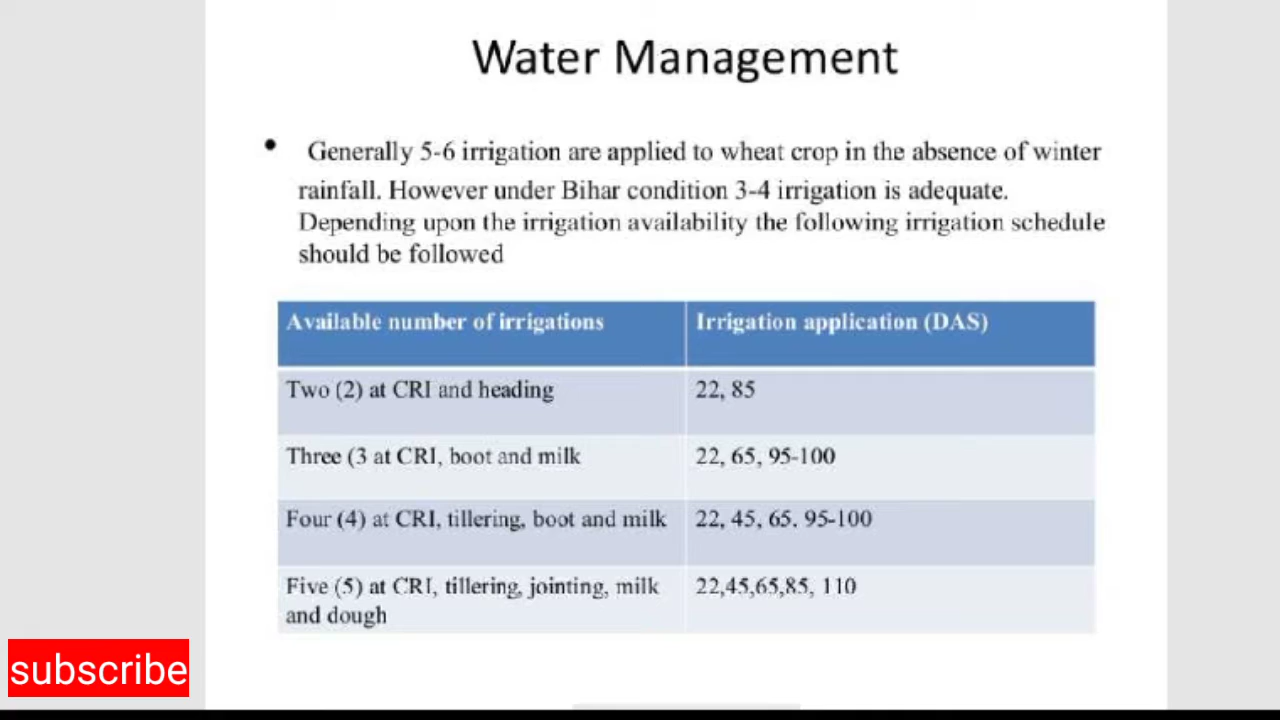 Water Management
• Generally 5-6 irrigation are applied to wheat crop in the absence of winter
rainfall. However under Bihar condition 3-4 irrigation is adequate.
Depending upon the irrigation availability the following irrigation schedule
should be followed
Available number of irrigations Irrigation application (DAS)
Two (2) at CRI and heading 22, 85
Three (3 at CRI, boot and milk 22, 65, 95-100
Four (4) at CRI, tillering, boot and milk 22, 45, 65. 95-100
Five (5) at CRI, tillering, jointing, milk 22,45,65,85, 110
and dough
subscribe